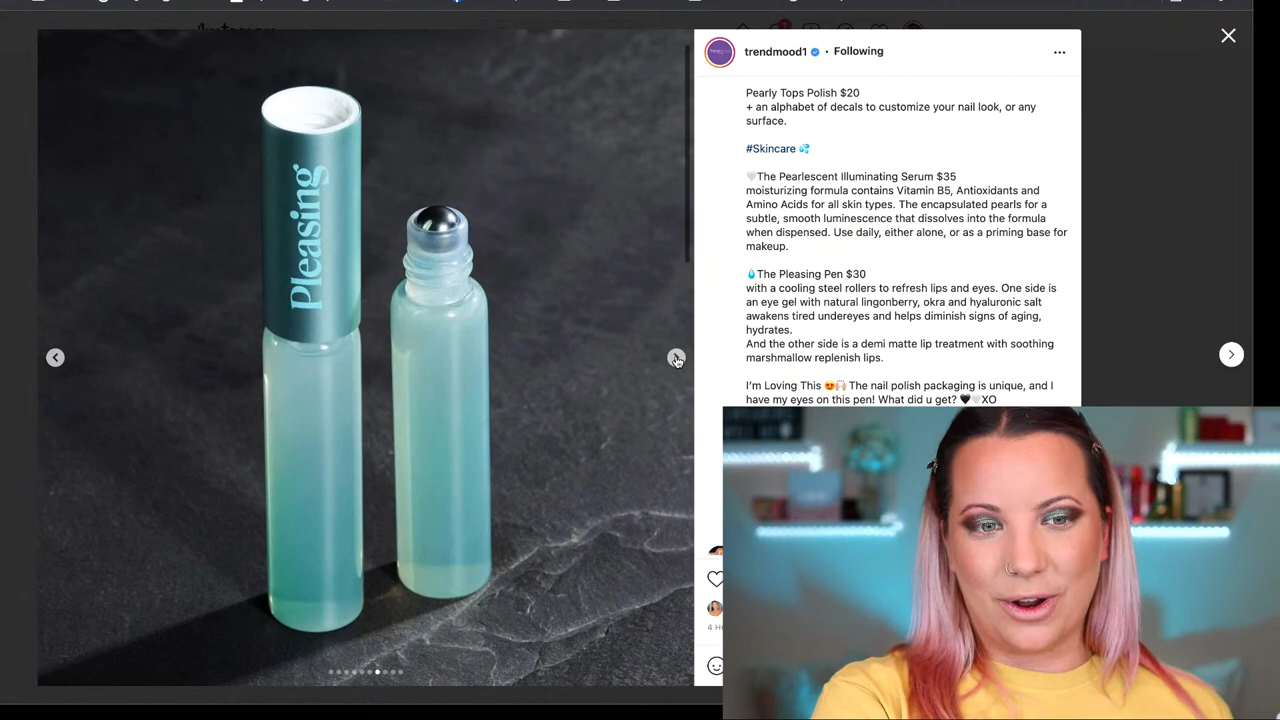 trendmood1 • Following
Pearly Tops Polish $20
+ an alphabet of decals to customize your nail look, or any
surface.
#Skincare 💦
🤍The Pearlescent Illuminating Serum $35
moisturizing formula contains Vitamin B5, Antioxidants and
Amino Acids for all skin types. The encapsulated pearls for a
subtle, smooth luminescence that dissolves into the formula
when dispensed. Use daily, either alone, or as a priming base for
makeup.
💧The Pleasing Pen $30
with a cooling steel rollers to refresh lips and eyes. One side is
an eye gel with natural lingonberry, okra and hyaluronic salt
awakens tired undereyes and helps diminish signs of aging,
hydrates.
And the other side is a demi matte lip treatment with soothing
marshmallow replenish lips.
I'm Loving This 😍🙌🏻 The nail polish packaging is unique, and I
have my eyes on this pen! What did u get? 🖤🤍XO
Pleasing